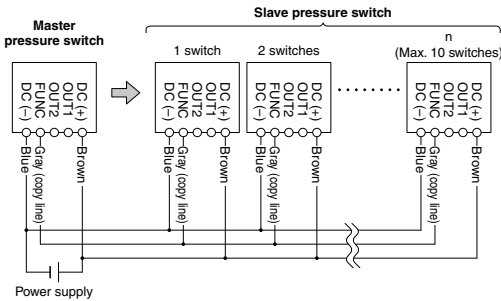 Slave pressure switch
Master
pressure switch
1 switch
2 switches
n
(Max. 10 switches)
DC (–)
FUNC
OUT2
OUT1
DC (+)
DC (–)
FUNC
OUT2
OUT1
DC (+)
DC (–)
FUNC
OUT2
OUT1
DC (+)
DC (–)
FUNC
OUT2
OUT1
DC (+)
Blue
Gray (copy line)
Brown
Blue
Gray (copy line)
Brown
Blue
Gray (copy line)
Brown
Blue
Gray (copy line)
Brown
Power supply